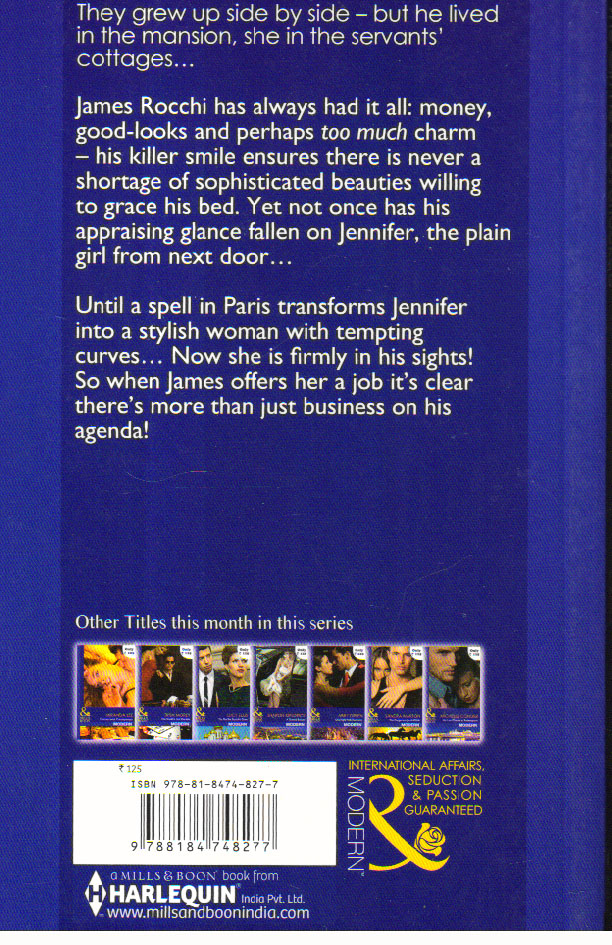 They grew up side by side – but he lived
in the mansion, she in the servants'
cottages…
James Rocchi has always had it all: money,
good-looks and perhaps too much charm
– his killer smile ensures there is never a
shortage of sophisticated beauties willing
to grace his bed. Yet not once has his
appraising glance fallen on Jennifer, the plain
girl from next door…
Until a spell in Paris transforms Jennifer
into a stylish woman with tempting
curves… Now she is firmly in his sights!
So when James offers her a job it's clear
there's more than just business on his
agenda!
Other Titles this month in this series
MODERN MODERN MODERN MODERN MODERN MODERN MODERN
₹ 125
ISBN 978-81-8474-827-7
9 788184 748277
INTERNATIONAL AFFAIRS,
SEDUCTION
& PASSION
GUARANTEED
MODERN™
a MILLS & BOON® book from
HARLEQUIN® India Pvt. Ltd.
www.millsandboonindia.com